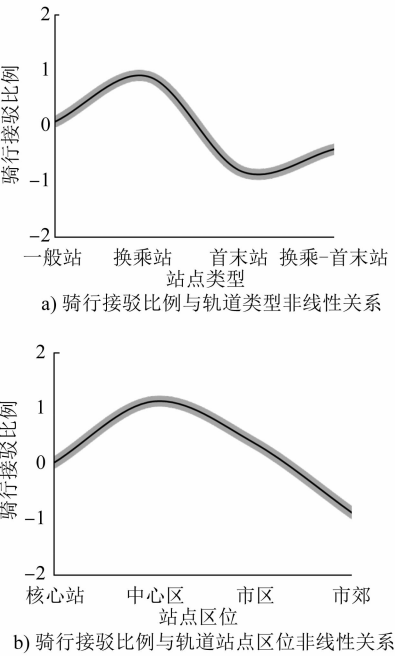 2
1
0
−1
−2
骑行接驳比例
一般站 换乘站 首末站 换乘-首末站
站点类型
a) 骑行接驳比例与轨道类型非线性关系
2
1
0
−1
−2
骑行接驳比例
核心站 中心区 市区 市郊
站点区位
b) 骑行接驳比例与轨道站点区位非线性关系